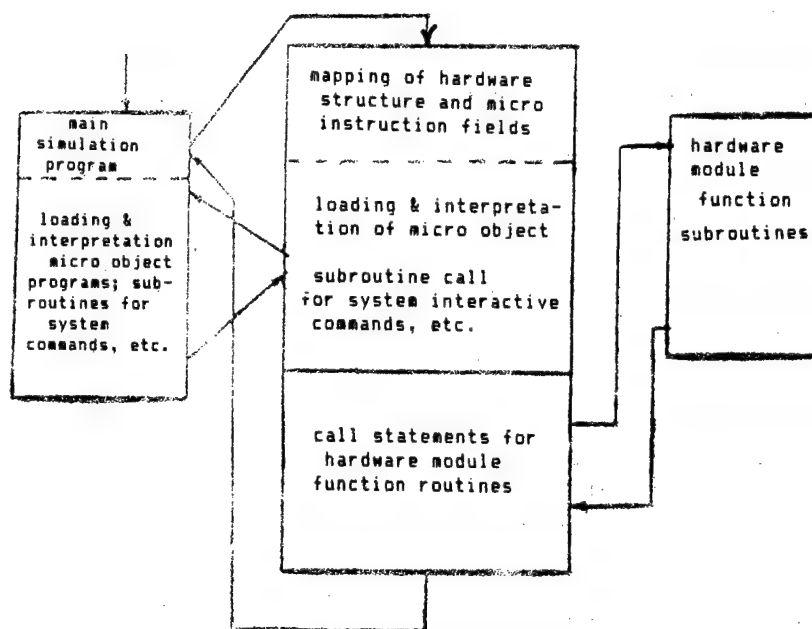 main
simulation
program
loading &
interpretation
micro object
programs; sub-
routines for
system
commands, etc.
mapping of hardware
structure and micro
instruction fields
loading & interpreta-
tion of micro object
subroutine call
for system interactive
commands, etc.
call statements for
hardware module
function routines
hardware
module
function
subroutines